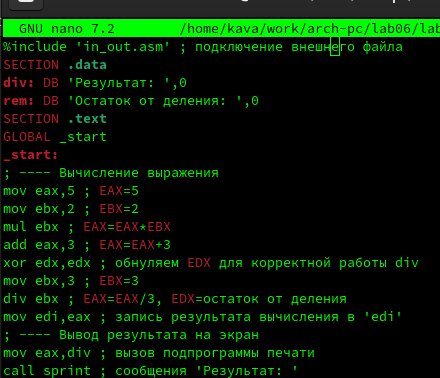 GNU nano 7.2 /home/kava/work/arch-pc/lab06/lab
%include 'in_out.asm' ; подключение внешнего файла
SECTION .data
div: DB 'Результат: ',0
rem: DB 'Остаток от деления: ',0
SECTION .text
GLOBAL _start
_start:
; ---- Вычисление выражения
mov eax,5 ; EAX=5
mov ebx,2 ; EBX=2
mul ebx ; EAX=EAX*EBX
add eax,3 ; EAX=EAX+3
xor edx,edx ; обнуляем EDX для корректной работы div
mov ebx,3 ; EBX=3
div ebx ; EAX=EAX/3, EDX=остаток от деления
mov edi,eax ; запись результата вычисления в 'edi'
; ---- Вывод результата на экран
mov eax,div ; вызов подпрограммы печати
call sprint ; сообщения 'Результат: '